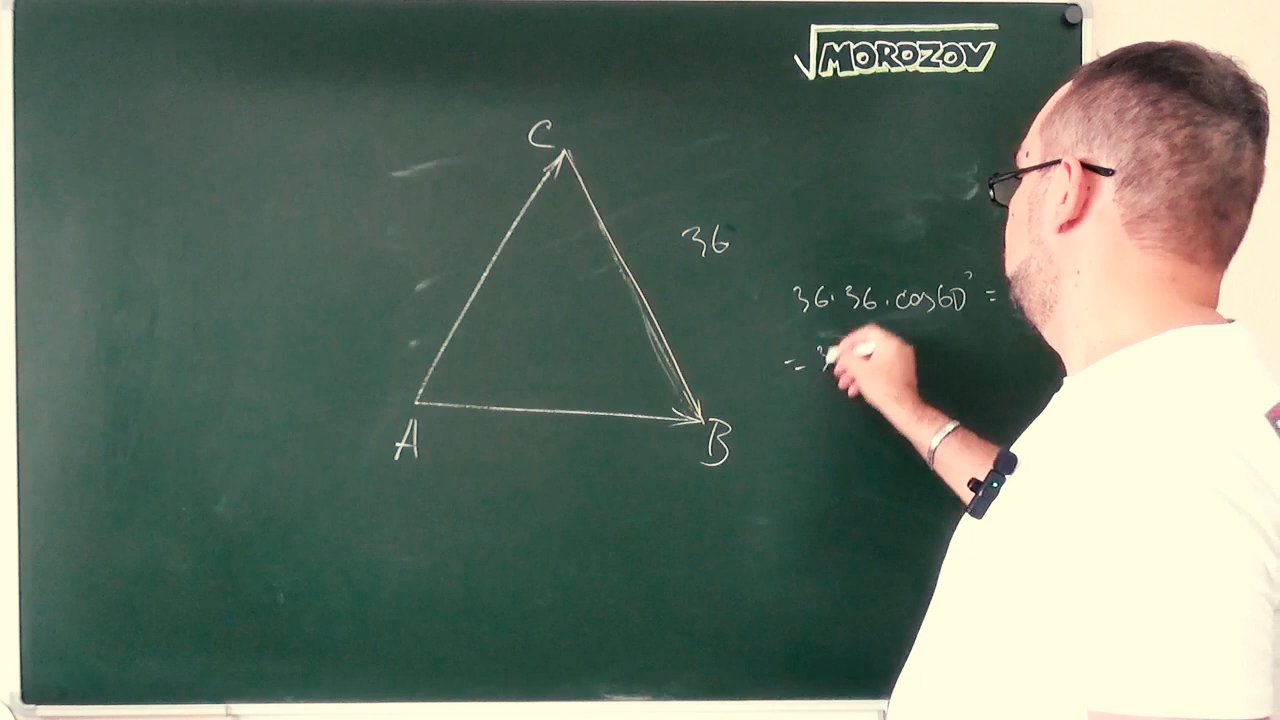 √MOROZOV
C
36
36·36·cos60° =
=
A
B